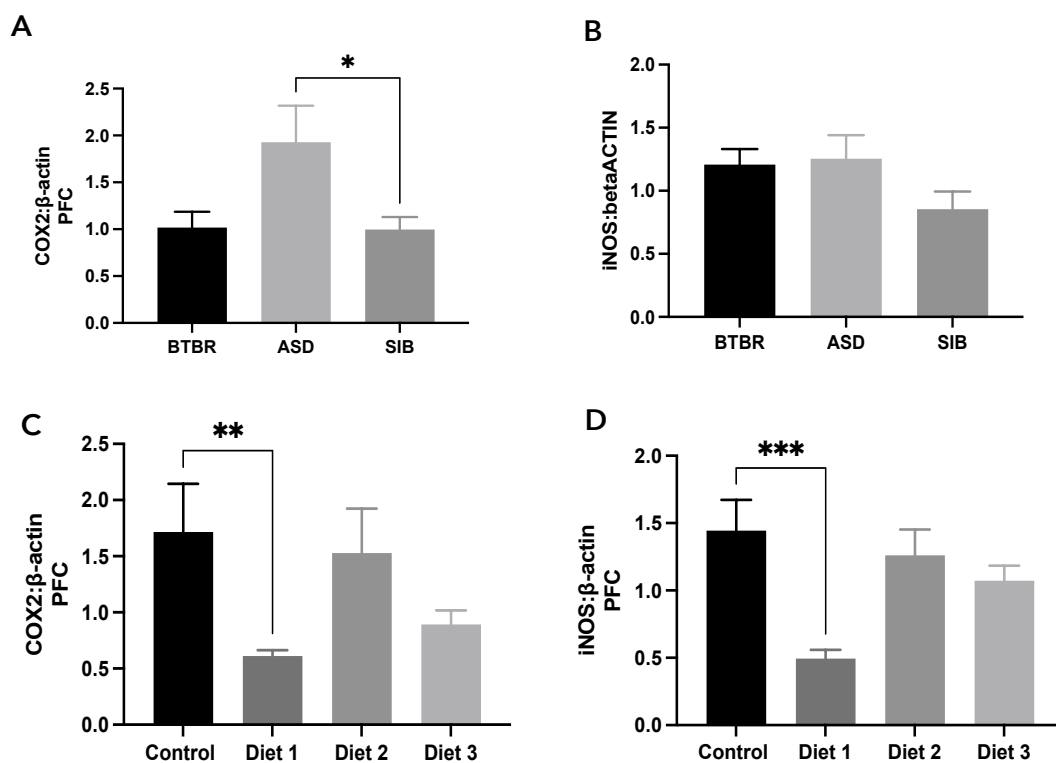 A
COX2:β-actin
PFC
2.5
2.0
1.5
1.0
0.5
0.0
*
BTBR
ASD
SIB
B
iNOS:betaACTIN
2.0
1.5
1.0
0.5
0.0
BTBR
ASD
SIB
C
COX2:β-actin
PFC
2.5
2.0
1.5
1.0
0.5
0.0
**
Control
Diet 1
Diet 2
Diet 3
D
iNOS:β-actin
PFC
2.0
1.5
1.0
0.5
0.0
***
Control
Diet 1
Diet 2
Diet 3